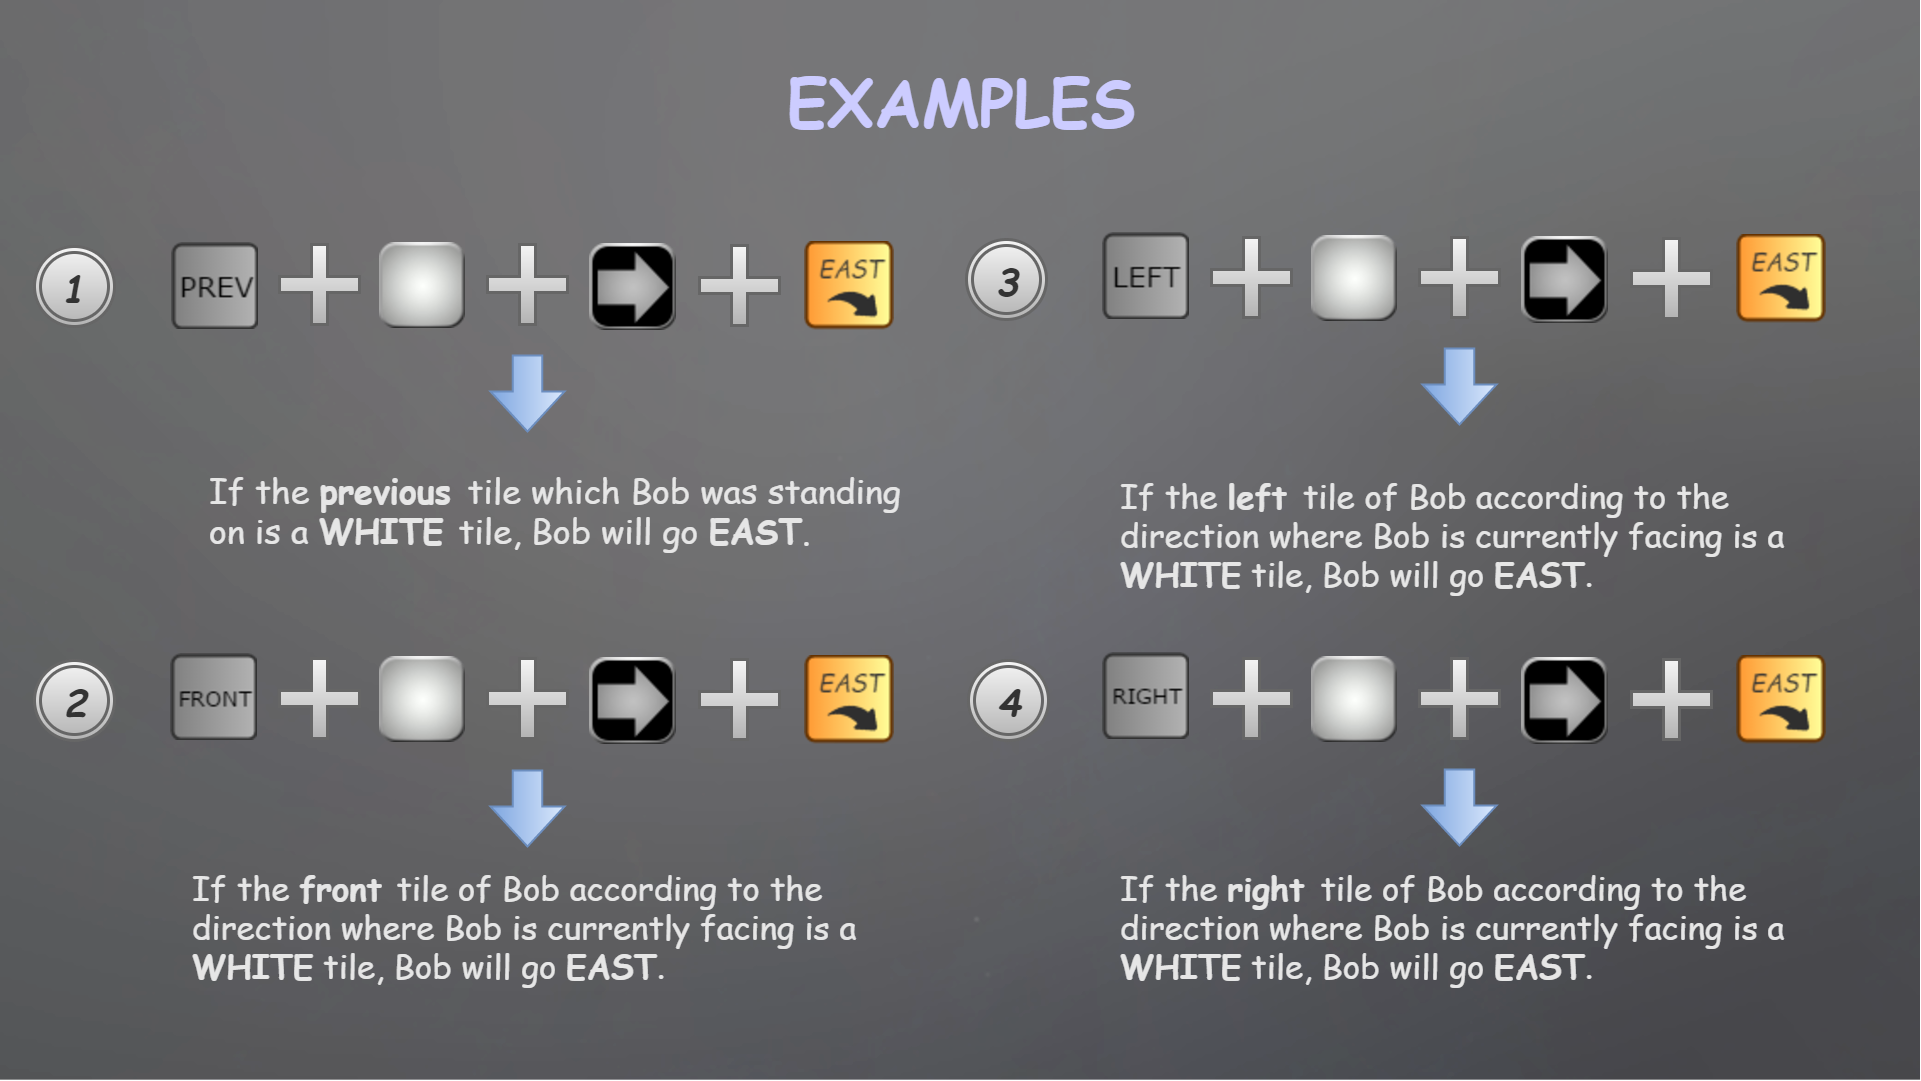 EXAMPLES
1
PREV
EAST
If the previous tile which Bob was standing
on is a WHITE tile, Bob will go EAST.
2
FRONT
EAST
If the front tile of Bob according to the
direction where Bob is currently facing is a
WHITE tile, Bob will go EAST.
3
LEFT
EAST
If the left tile of Bob according to the
direction where Bob is currently facing is a
WHITE tile, Bob will go EAST.
4
RIGHT
EAST
If the right tile of Bob according to the
direction where Bob is currently facing is a
WHITE tile, Bob will go EAST.